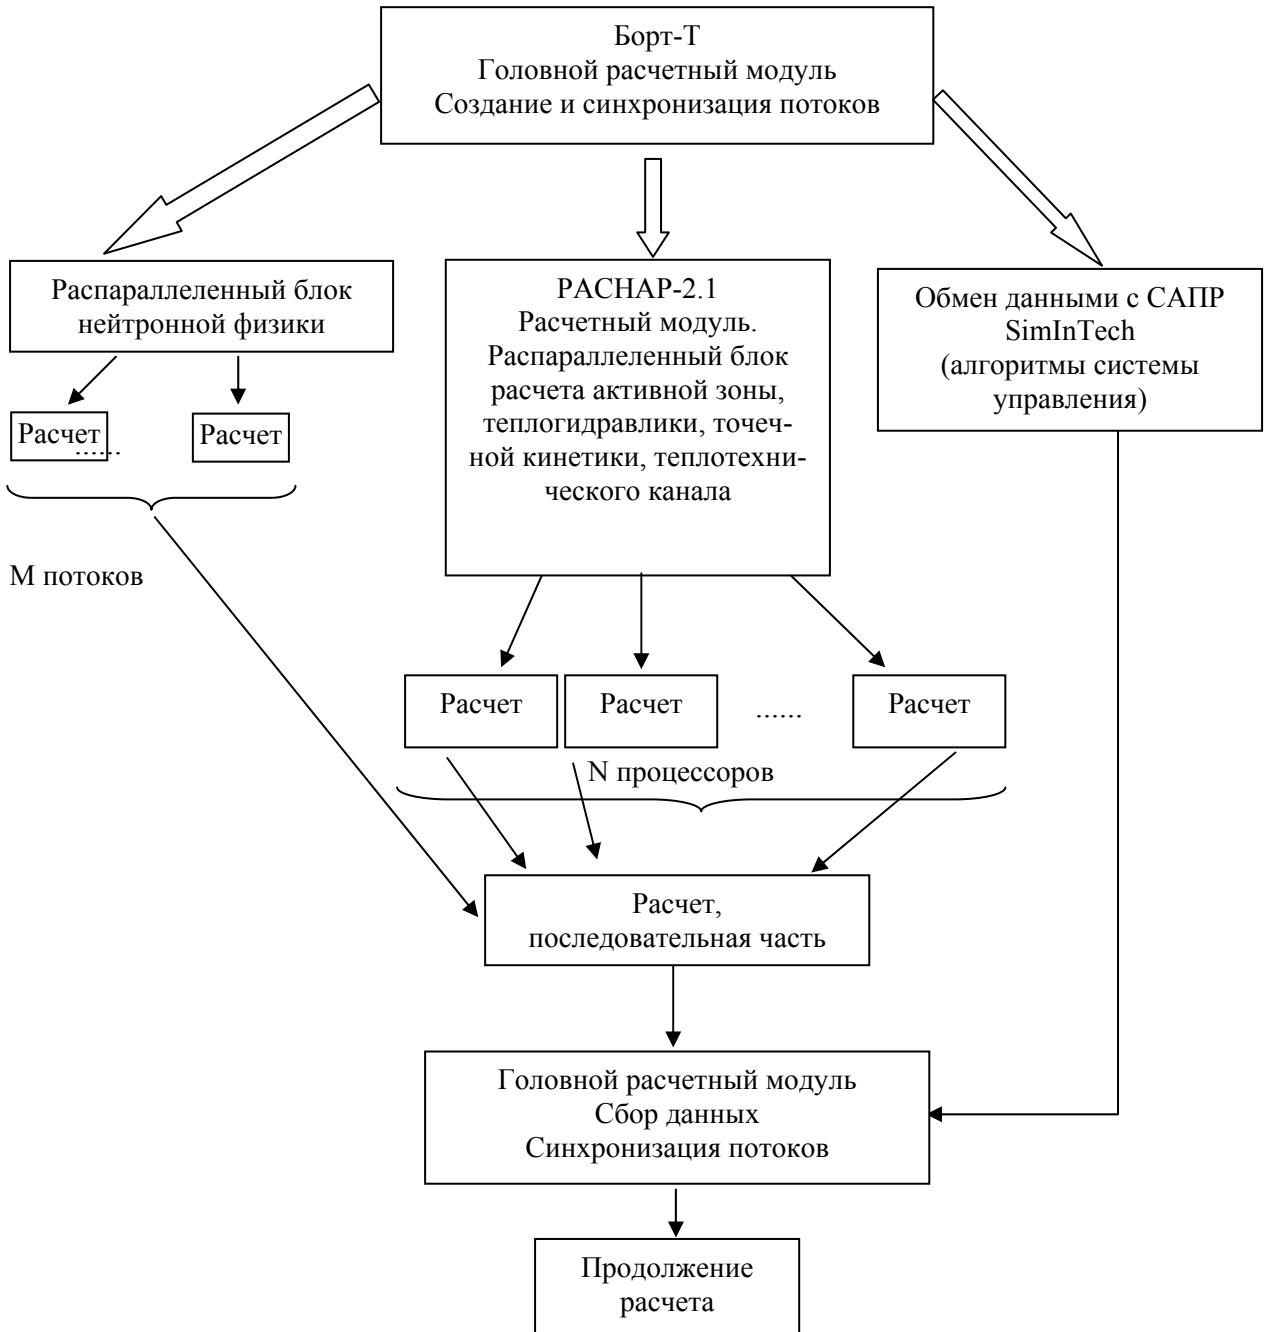 Борт-Т
Головной расчетный модуль
Создание и синхронизация потоков
Распараллеленный блок
нейтронной физики
РАСНАР-2.1
Расчетный модуль.
Распараллеленный блок
расчета активной зоны,
теплогидравлики, точеч-
ной кинетики, теплотехни-
ческого канала
Обмен данными с САПР
SimInTech
(алгоритмы системы
управления)
Расчет
......
Расчет
М потоков
Расчет
Расчет
......
Расчет
N процессоров
Расчет,
последовательная часть
Головной расчетный модуль
Сбор данных
Синхронизация потоков
Продолжение
расчета